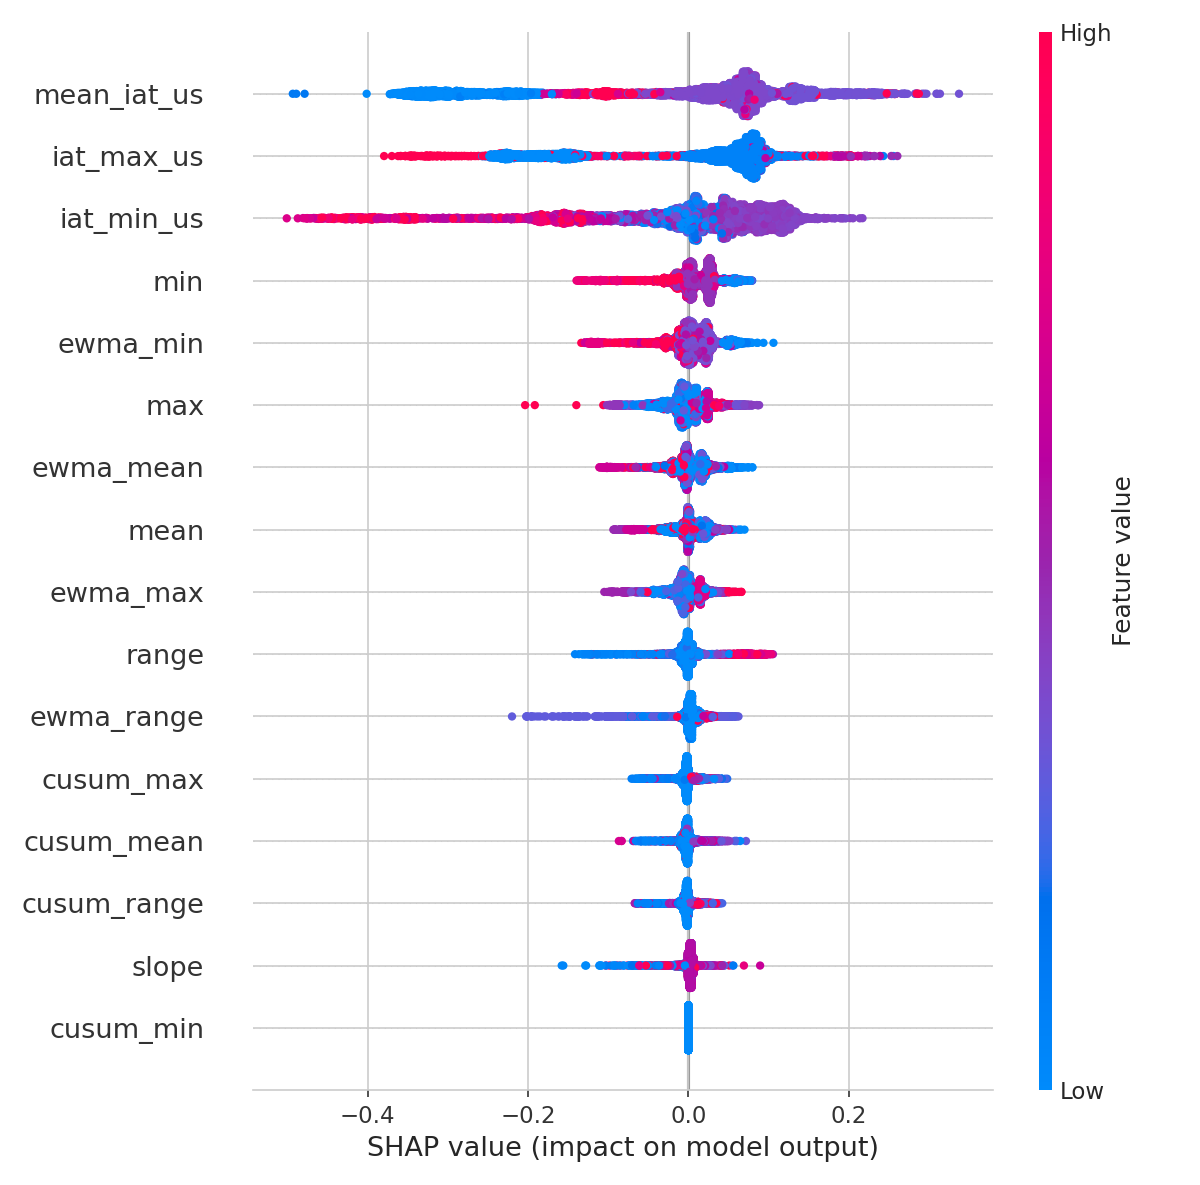 High
mean_iat_us
iat_max_us
iat_min_us
min
ewma_min
max
ewma_mean
mean
ewma_max
range
ewma_range
cusum_max
cusum_mean
cusum_range
slope
cusum_min
Low
Feature value
−0.4 −0.2 0.0 0.2
SHAP value (impact on model output)